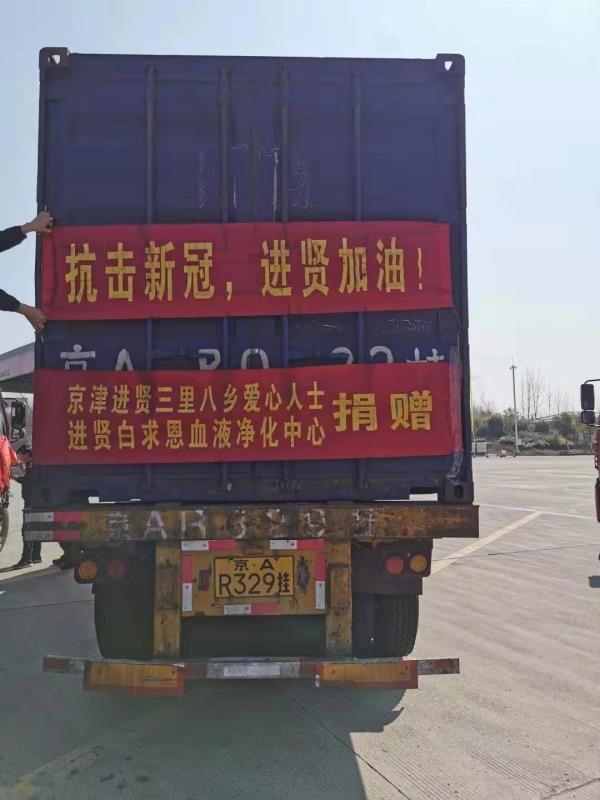 抗击新冠，进贤加油！
京津进贤三里八乡爱心人士
进贤白求恩血液净化中心
捐赠
京·A
R329挂